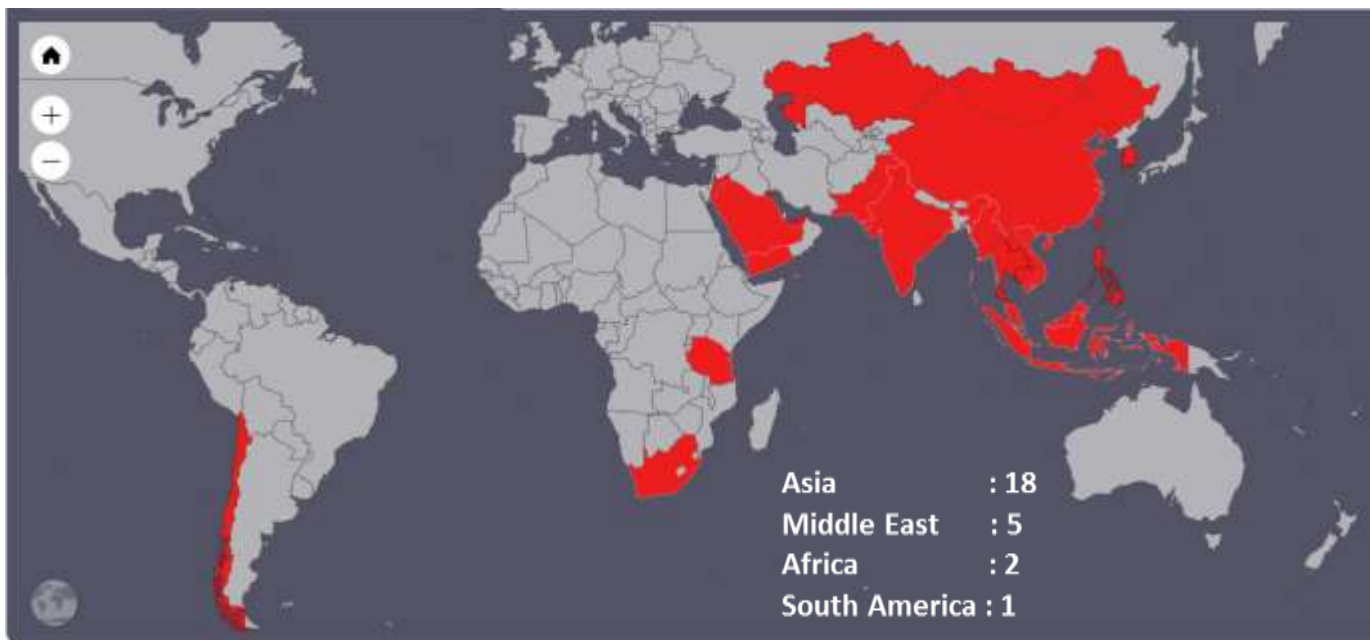 +
−
Asia : 18
Middle East : 5
Africa : 2
South America : 1